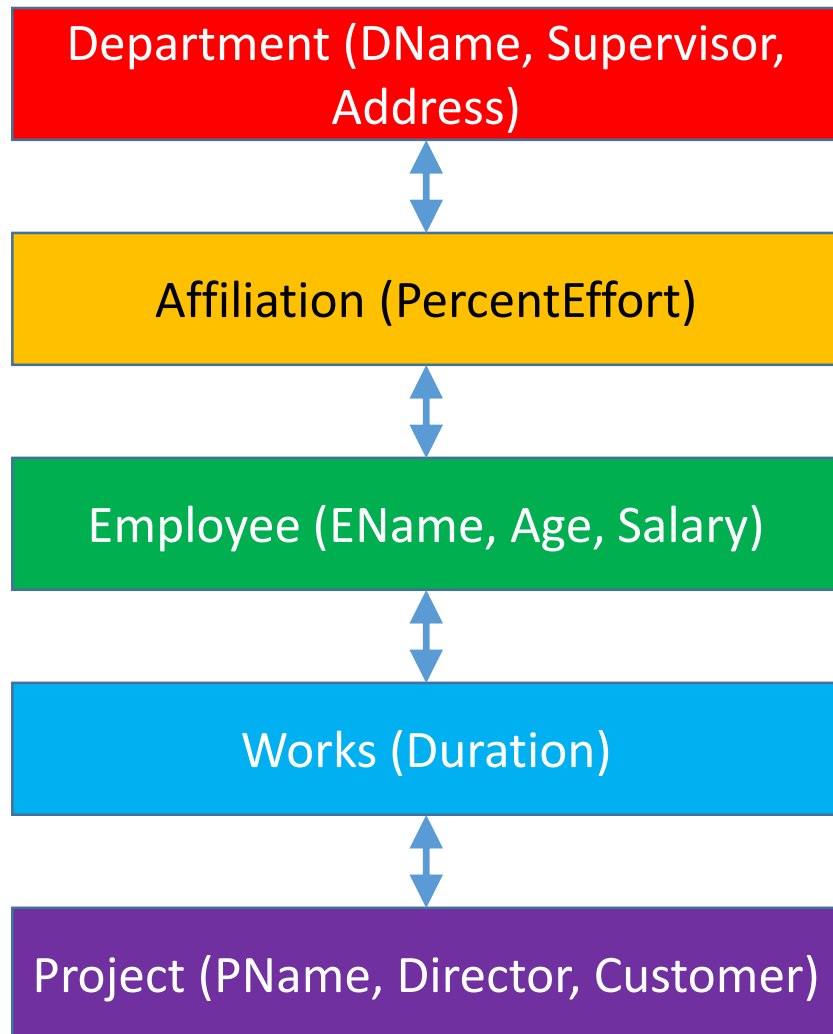 Department (DName, Supervisor,
Address)
Affiliation (PercentEffort)
Employee (EName, Age, Salary)
Works (Duration)
Project (PName, Director, Customer)